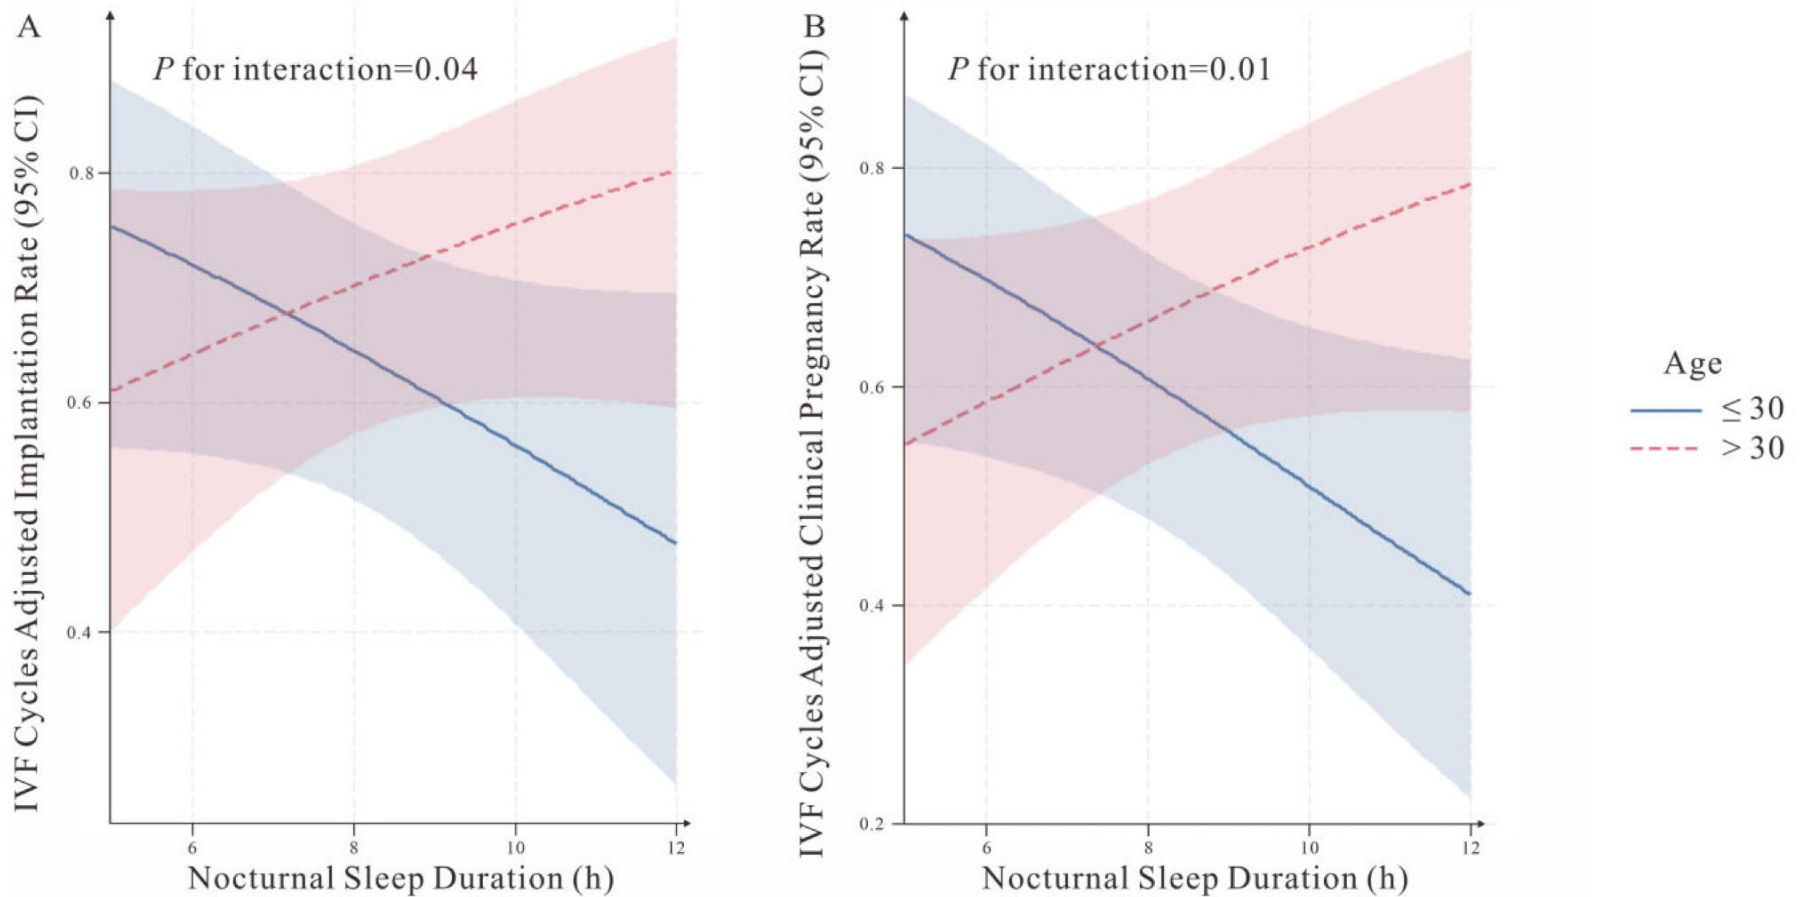 A
P for interaction=0.04
IVF Cycles Adjusted Implantation Rate (95% CI)
0.8
0.6
0.4
6 8 10 12
Nocturnal Sleep Duration (h)
B
P for interaction=0.01
IVF Cycles Adjusted Clinical Pregnancy Rate (95% CI)
0.8
0.6
0.4
0.2
6 8 10 12
Nocturnal Sleep Duration (h)
Age
≤ 30
> 30